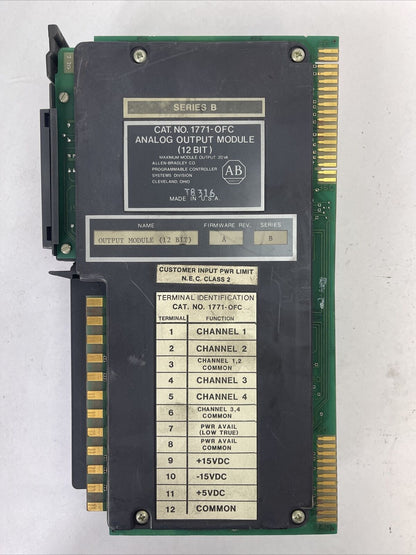 SERIES B
CAT. NO. 1771-OFC
ANALOG OUTPUT MODULE
(12 BIT)
MAXIMUM MODULE OUTPUT: 20VA
ALLEN-BRADLEY CO.
PROGRAMMABLE CONTROLLER
SYSTEMS DIVISION
CLEVELAND, OHIO
AB
T8316
MADE IN U.S.A.
NAME FIRMWARE REV. SERIES
OUTPUT MODULE (12 BIT) A B
CUSTOMER INPUT PWR LIMIT
N.E.C. CLASS 2
TERMINAL IDENTIFICATION
CAT. NO. 1771-OFC
TERMINAL FUNCTION
1 CHANNEL 1
2 CHANNEL 2
3 CHANNEL 1,2 COMMON
4 CHANNEL 3
5 CHANNEL 4
6 CHANNEL 3,4 COMMON
7 PWR AVAIL (LOW TRUE)
8 PWR AVAIL COMMON
9 +15VDC
10 -15VDC
11 +5VDC
12 COMMON